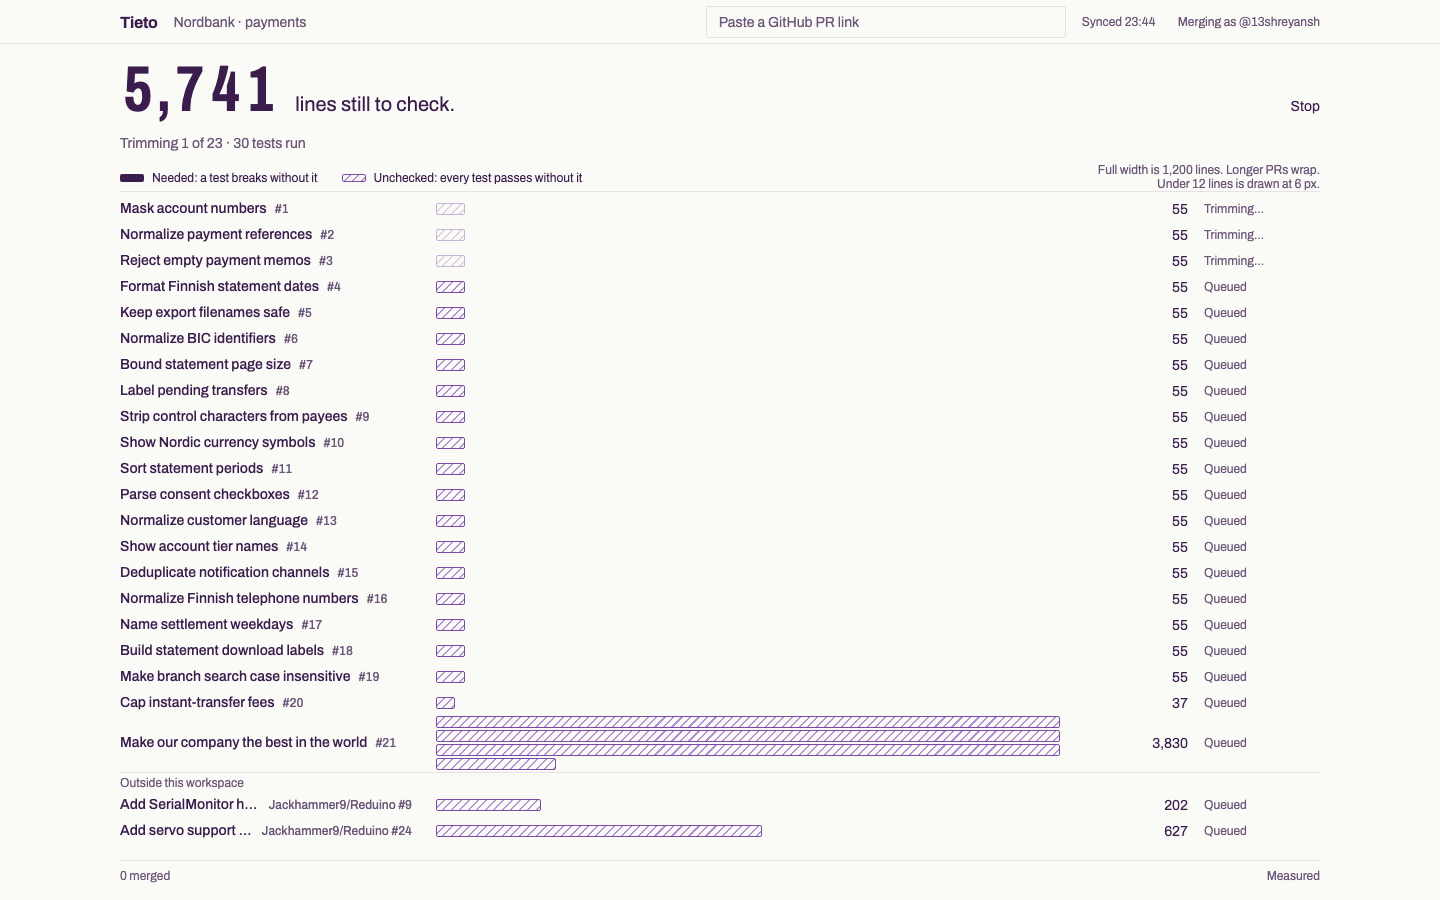 Tieto Nordbank · payments Paste a GitHub PR link Synced 23:44 Merging as @13shreyansh
5,741 lines still to check. Stop
Trimming 1 of 23 · 30 tests run
Needed: a test breaks without it Unchecked: every test passes without it
Full width is 1,200 lines. Longer PRs wrap.
Under 12 lines is drawn at 6 px.
Mask account numbers #1 55 Trimming...
Normalize payment references #2 55 Trimming...
Reject empty payment memos #3 55 Trimming...
Format Finnish statement dates #4 55 Queued
Keep export filenames safe #5 55 Queued
Normalize BIC identifiers #6 55 Queued
Bound statement page size #7 55 Queued
Label pending transfers #8 55 Queued
Strip control characters from payees #9 55 Queued
Show Nordic currency symbols #10 55 Queued
Sort statement periods #11 55 Queued
Parse consent checkboxes #12 55 Queued
Normalize customer language #13 55 Queued
Show account tier names #14 55 Queued
Deduplicate notification channels #15 55 Queued
Normalize Finnish telephone numbers #16 55 Queued
Name settlement weekdays #17 55 Queued
Build statement download labels #18 55 Queued
Make branch search case insensitive #19 55 Queued
Cap instant-transfer fees #20 37 Queued
Make our company the best in the world #21 3,830 Queued
Outside this workspace
Add SerialMonitor h... Jackhammer9/Reduino #9 202 Queued
Add servo support ... Jackhammer9/Reduino #24 627 Queued
0 merged Measured